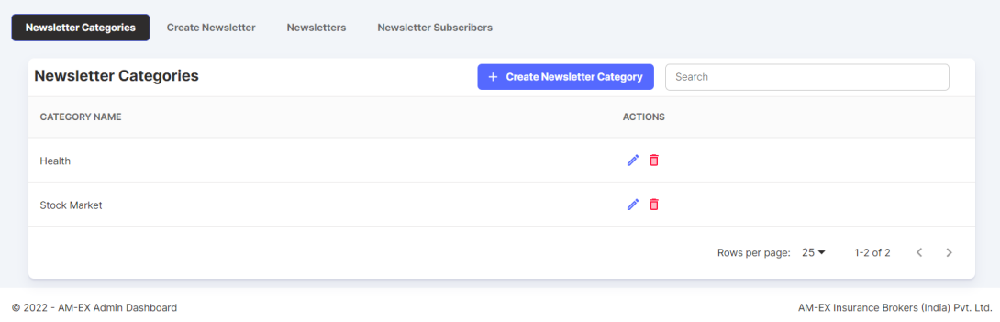 Newsletter Categories Create Newsletter Newsletters Newsletter Subscribers
Newsletter Categories + Create Newsletter Category Search
CATEGORY NAME ACTIONS
Health
Stock Market
Rows per page: 25 1-2 of 2
© 2022 - AM-EX Admin Dashboard AM-EX Insurance Brokers (India) Pvt. Ltd.